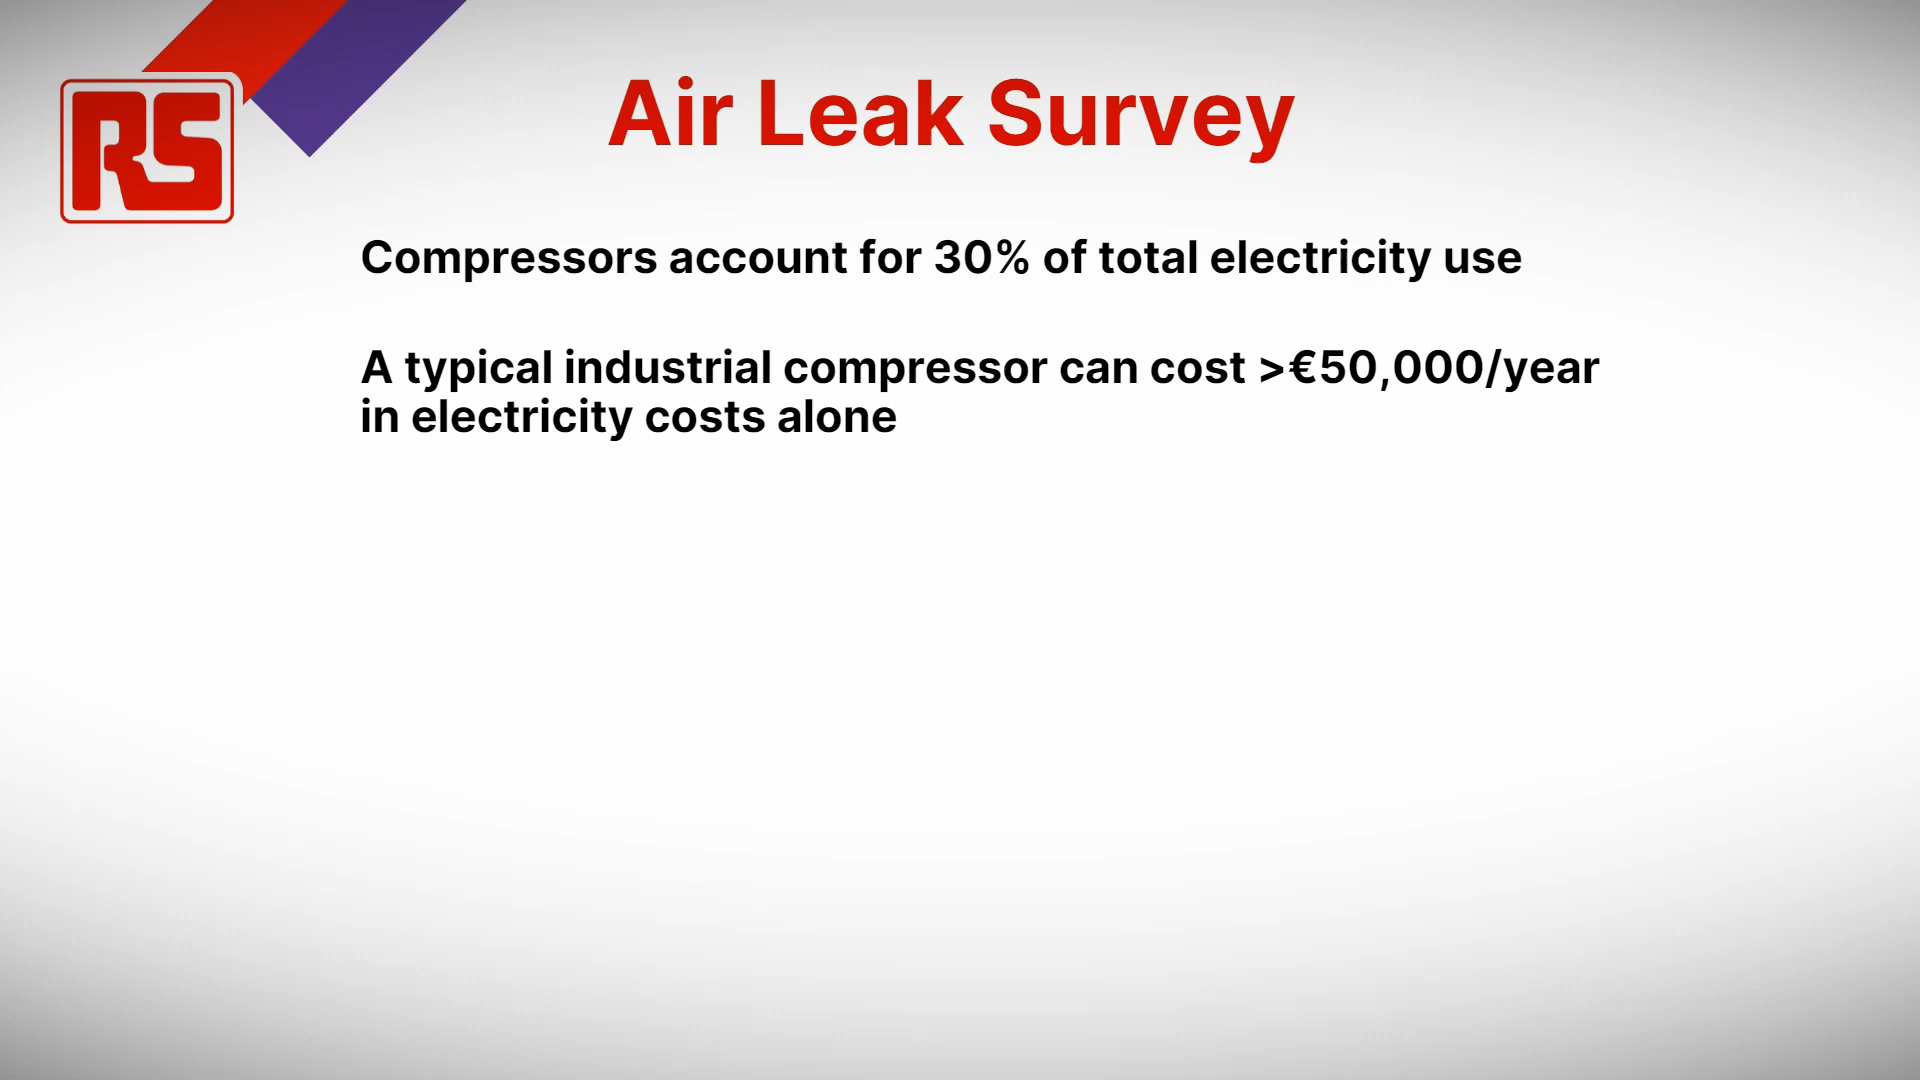 RS
Air Leak Survey
Compressors account for 30% of total electricity use
A typical industrial compressor can cost >€50,000/year
in electricity costs alone